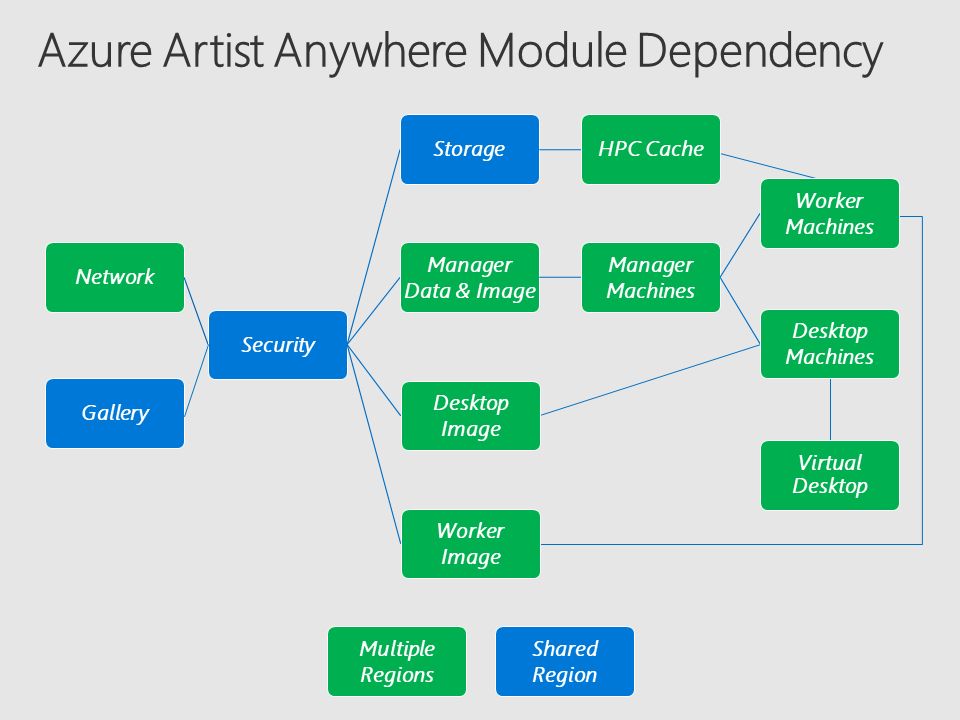 Azure Artist Anywhere Module Dependency
Storage
HPC Cache
Worker
Machines
Network
Manager
Data & Image
Manager
Machines
Security
Desktop
Machines
Gallery
Desktop
Image
Virtual
Desktop
Worker
Image
Multiple
Regions
Shared
Region